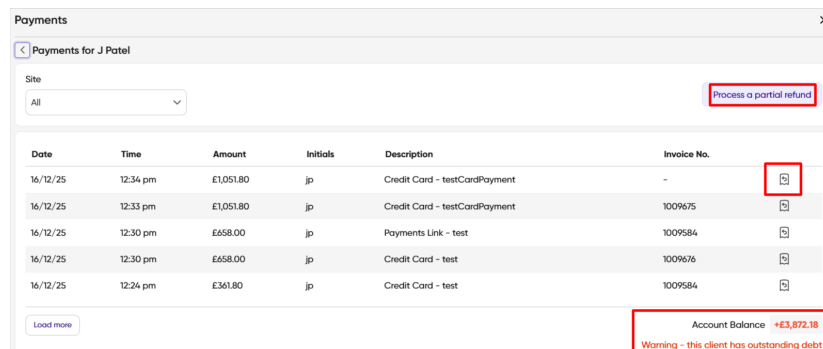 Payments
Payments for J Patel
Site
All
Process a partial refund
Date Time Amount Initials Description Invoice No.
16/12/25 12:34 pm £1,051.80 jp Credit Card - testCardPayment -
16/12/25 12:33 pm £1,051.80 jp Credit Card - testCardPayment 1009675
16/12/25 12:30 pm £658.00 jp Payments Link - test 1009584
16/12/25 12:30 pm £658.00 jp Credit Card - test 1009676
16/12/25 12:24 pm £361.80 jp Credit Card - test 1009584
Load more
Account Balance +£3,872.18
Warning - this client has outstanding debt